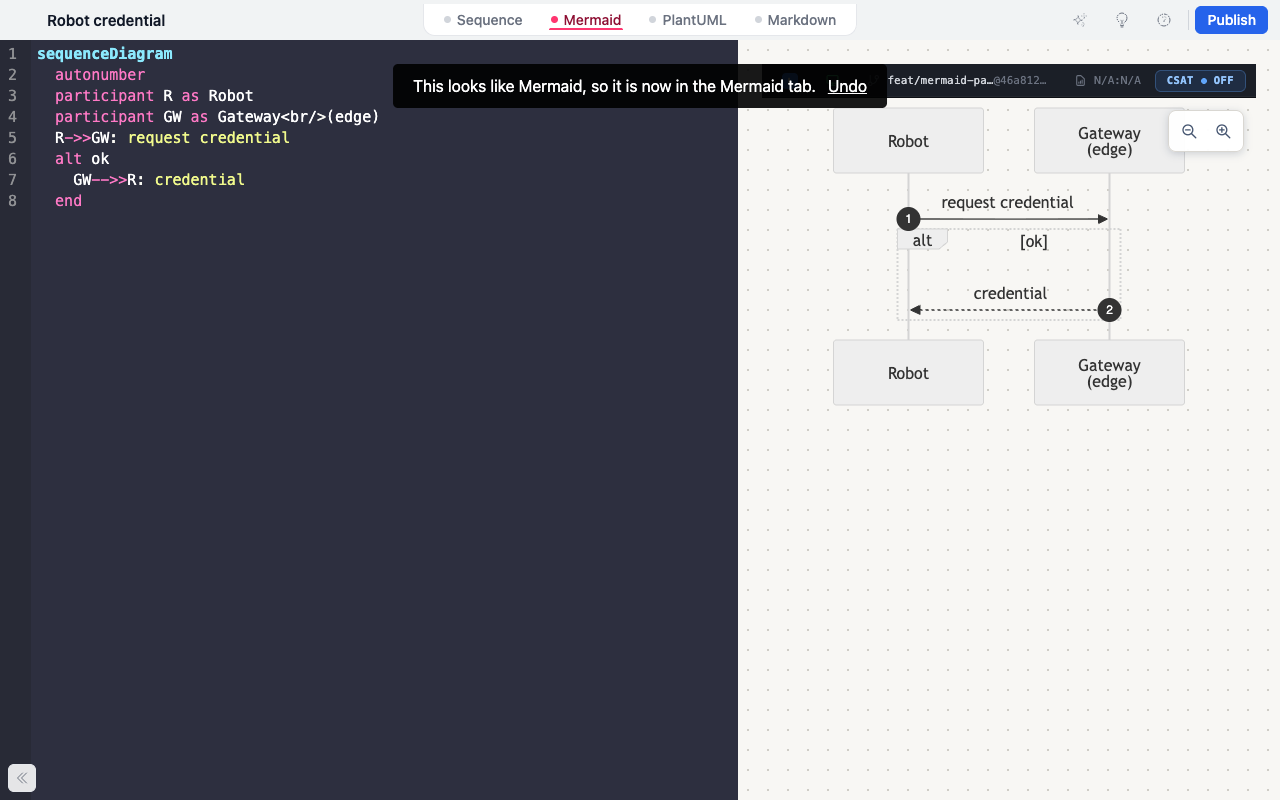 Robot credential
Sequence
Mermaid
PlantUML
Markdown
Publish
This looks like Mermaid, so it is now in the Mermaid tab. Undo
feat/mermaid-pa…@46a812…
N/A:N/A
CSAT OFF
1 sequenceDiagram
2 autonumber
3 participant R as Robot
4 participant GW as Gateway<br/>(edge)
5 R->>GW: request credential
6 alt ok
7 GW-->>R: credential
8 end
Robot
Gateway
(edge)
request credential
1
alt
[ok]
credential
2
Robot
Gateway
(edge)